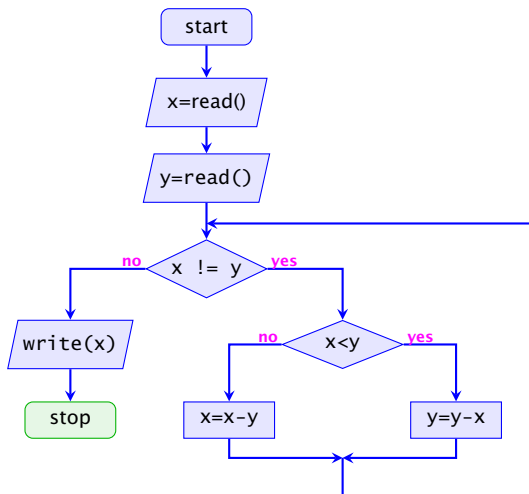 start
x=read()
y=read()
no
x != y
yes
write(x)
no
x<y
yes
stop
x=x-y
y=y-x